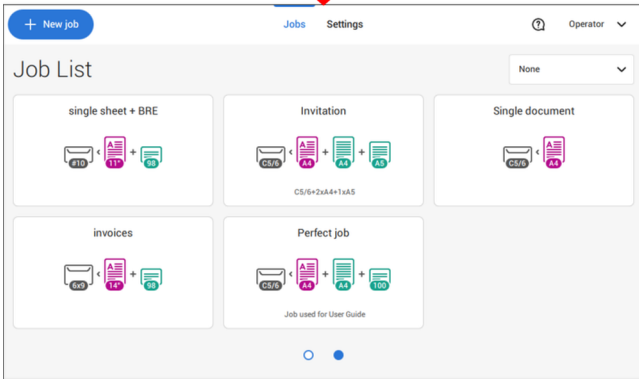 + New job
Jobs
Settings
Operator
Job List
None
single sheet + BRE
#10
11"
98
Invitation
C5/6
A4
A4
A5
C5/6+2xA4+1xA5
Single document
C5/6
A4
invoices
6x9
14"
98
Perfect job
C5/6
A4
A4
100
Job used for User Guide